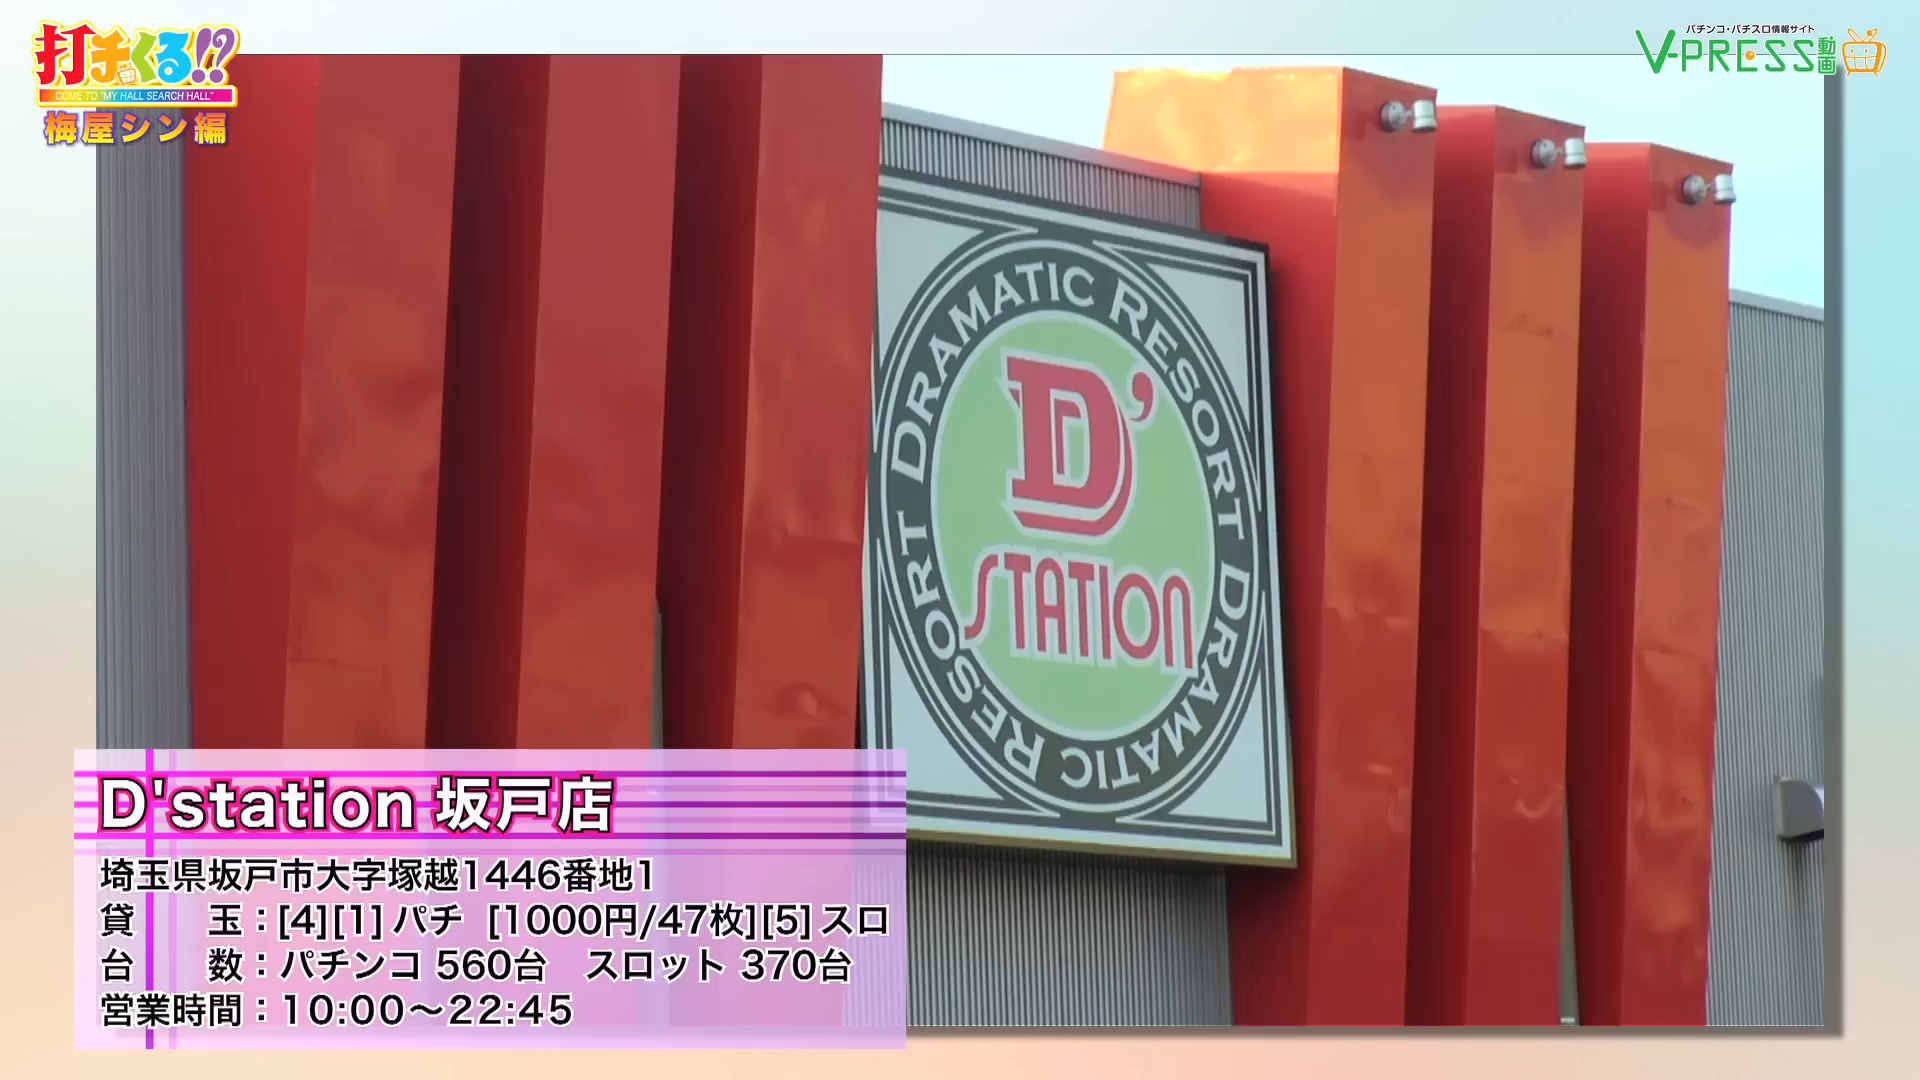 打チくる!?
COME TO "MY HALL SEARCH HALL"
梅屋シン編
パチンコ・パチスロ情報サイト
V-PRESS動画
DRAMATIC RESORT DRAMATIC RESORT
D'
STATION
D'station 坂戸店
埼玉県坂戸市大字塚越1446番地1
貸 玉：[4][1] パチ [1000円/47枚][5] スロ
台 数：パチンコ 560台 スロット 370台
営業時間：10:00～22:45